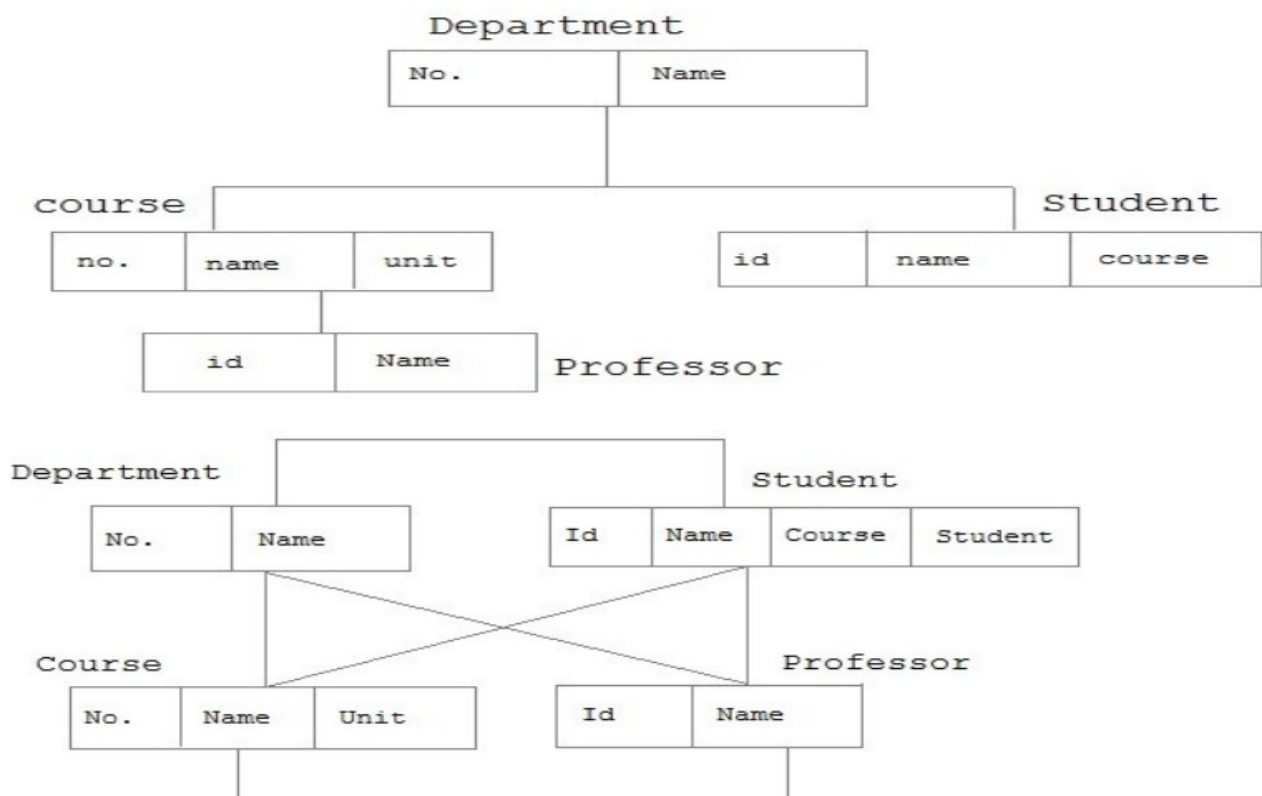 Department
No. Name
course Student
no. name unit id name course
id Name Professor
Department Student
No. Name Id Name Course Student
Course Professor
No. Name Unit Id Name